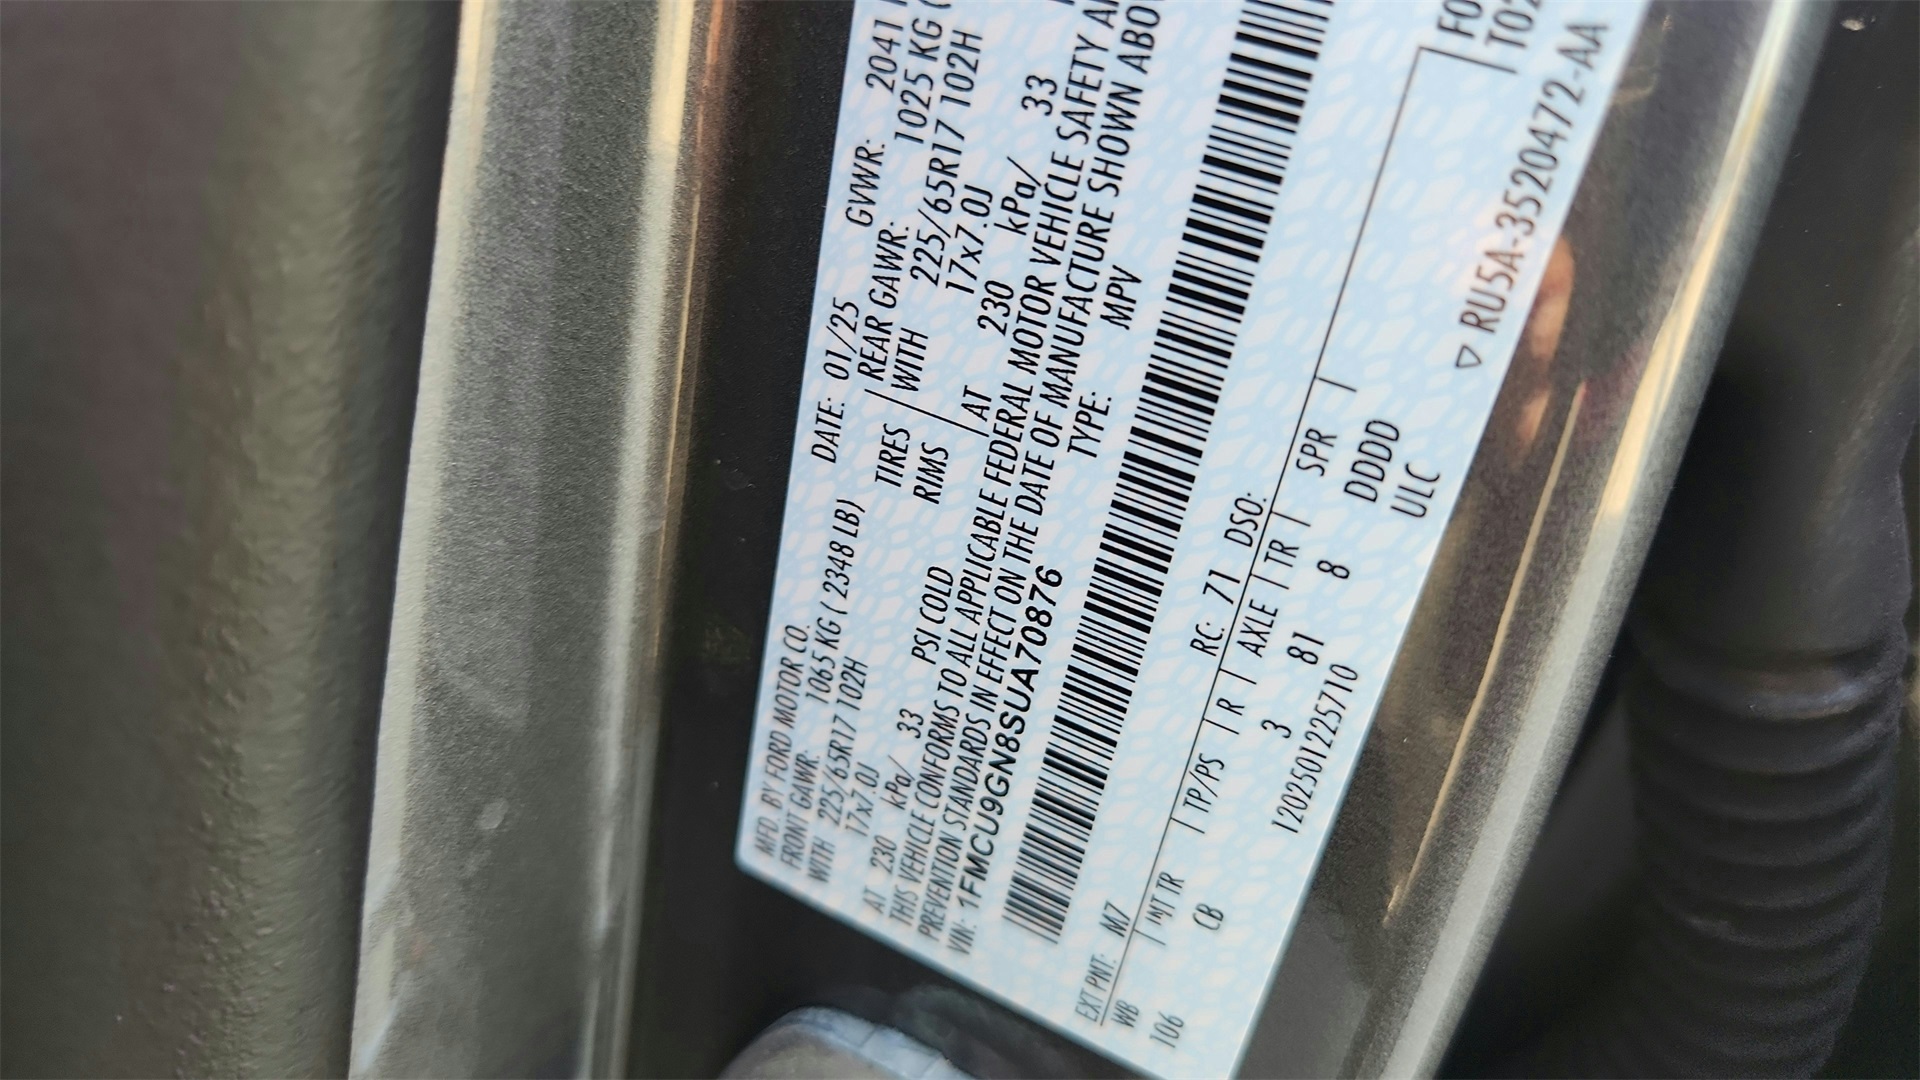 MFD. BY FORD MOTOR CO. DATE: 01/25 GVWR: 2041
FRONT GAWR: 1065 KG ( 2348 LB) REAR GAWR: 1025 KG (
WITH 225/65R17 102H TIRES WITH 225/65R17 102H
17x7.0J RIMS 17x7.0J
AT 230 kPa/ 33 PSI COLD AT 230 kPa/ 33
THIS VEHICLE CONFORMS TO ALL APPLICABLE FEDERAL MOTOR VEHICLE SAFETY
PREVENTION STANDARDS IN EFFECT ON THE DATE OF MANUFACTURE SHOWN ABO
VIN: 1FMCU9GN8SUA70876 TYPE: MPV
EXT PNT: M7 RC: 71 DSO: F0
WB INT TR TP/PS R AXLE TR SPR T02
106 CB 3 81 8 DDDD
1202501225710 ULC
▽ RU5A-3520472-AA